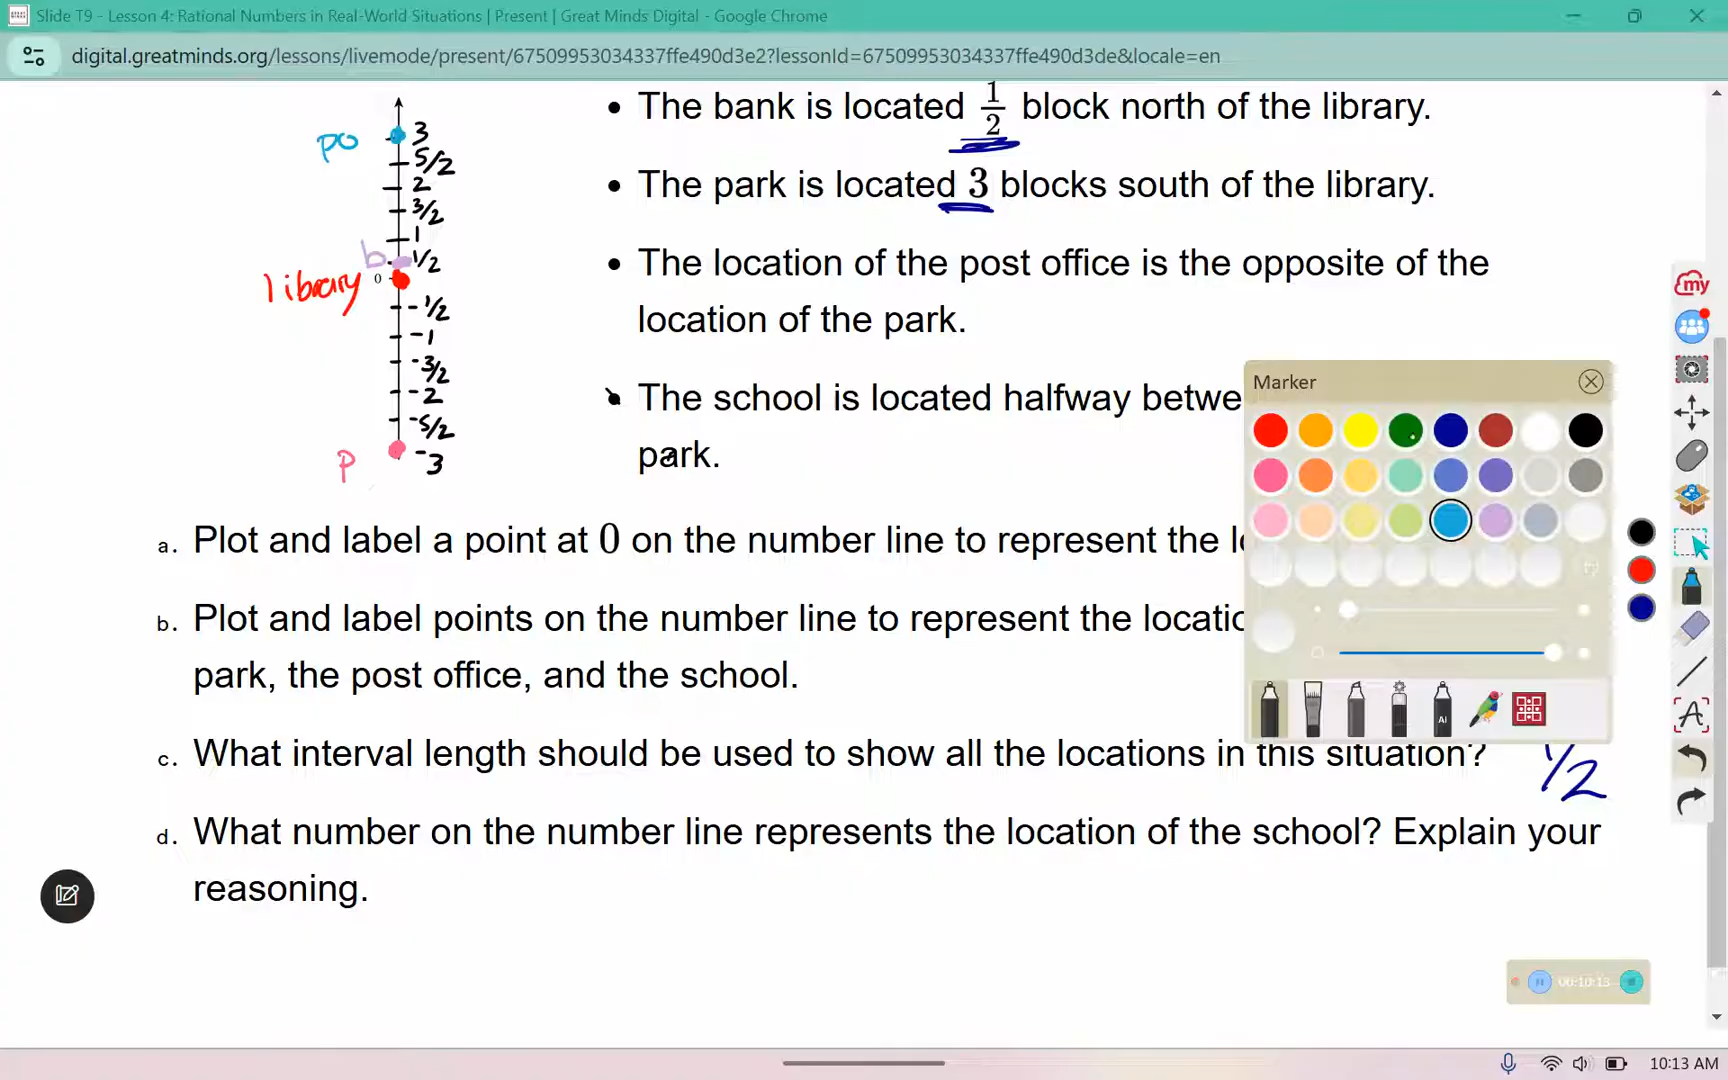 Slide T9 - Lesson 4: Rational Numbers in Real-World Situations | Present | Great Minds Digital - Google Chrome
digital.greatminds.org/lessons/livemode/present/67509953034337ffe490d3e2?lessonId=67509953034337ffe490d3de&locale=en
po
3
5/2
2
3/2
1
b
1/2
library
0
-1/2
-1
-3/2
-2
-5/2
p
-3
• The bank is located 1/2 block north of the library.
• The park is located 3 blocks south of the library.
• The location of the post office is the opposite of the
location of the park.
• The school is located halfway betwe
park.
Marker
AI
my
A
a. Plot and label a point at 0 on the number line to represent the l
b. Plot and label points on the number line to represent the locatio
park, the post office, and the school.
c. What interval length should be used to show all the locations in this situation?
1/2
d. What number on the number line represents the location of the school? Explain your
reasoning.
00:10:13
10:13 AM